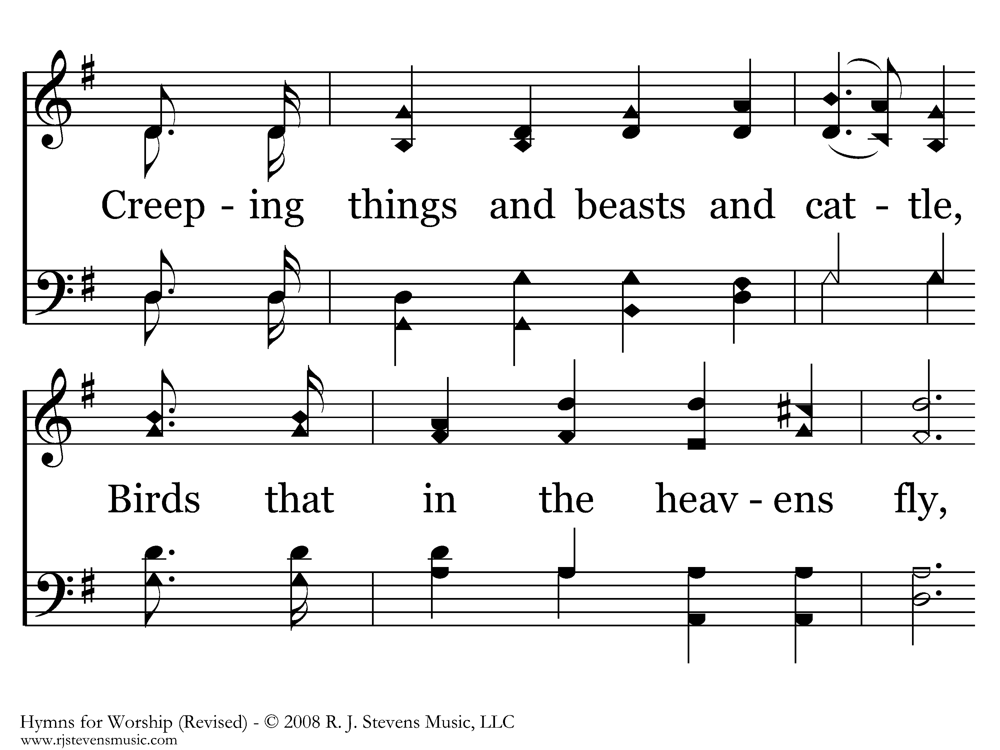 Creep - ing things and beasts and cat - tle,
Birds that in the heav - ens fly,
Hymns for Worship (Revised) - © 2008 R. J. Stevens Music, LLC
www.rjstevensmusic.com